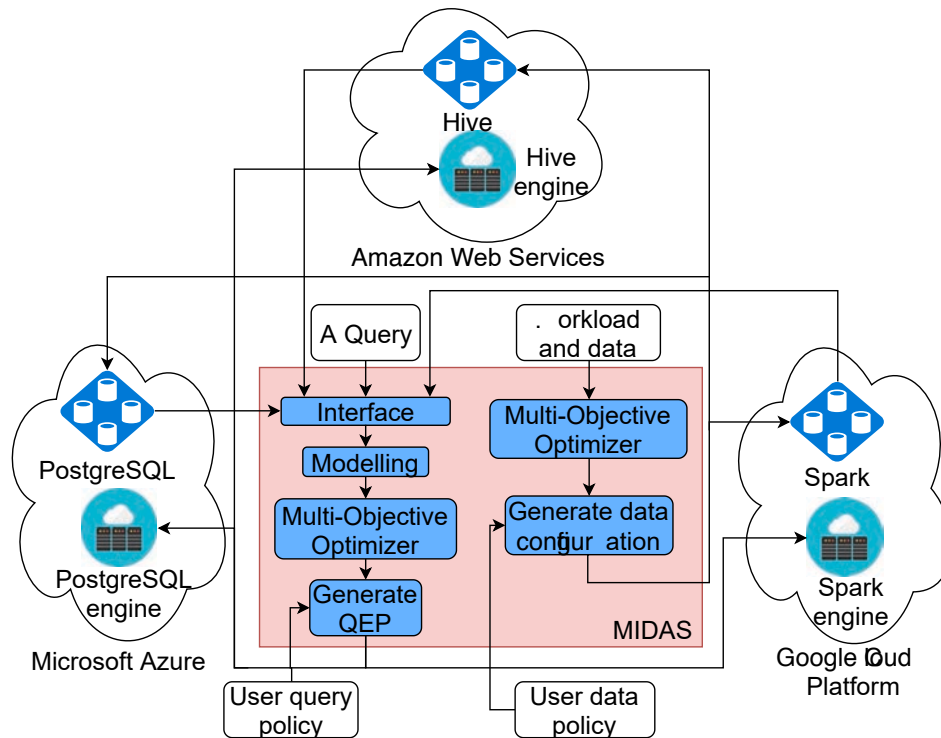 Hive
Hive
engine
Amazon Web Services
A Query
. orkload
and data
Interface
Modelling
Multi-Objective
Optimizer
Generate
QEP
Multi-Objective
Optimizer
Generate data
configur ation
MIDAS
PostgreSQL
PostgreSQL
engine
Microsoft Azure
Spark
Spark
engine
Google
Platform
User query
policy
User data
policy